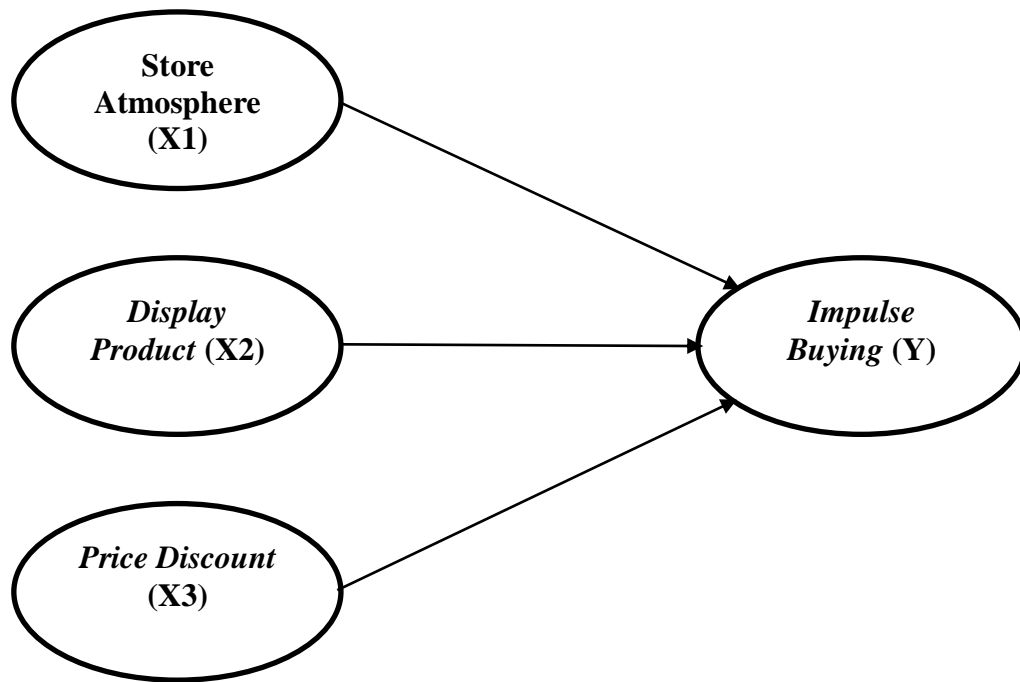 Store
Atmosphere
(X1)
Display
Product (X2)
Impulse
Buying (Y)
Price Discount
(X3)